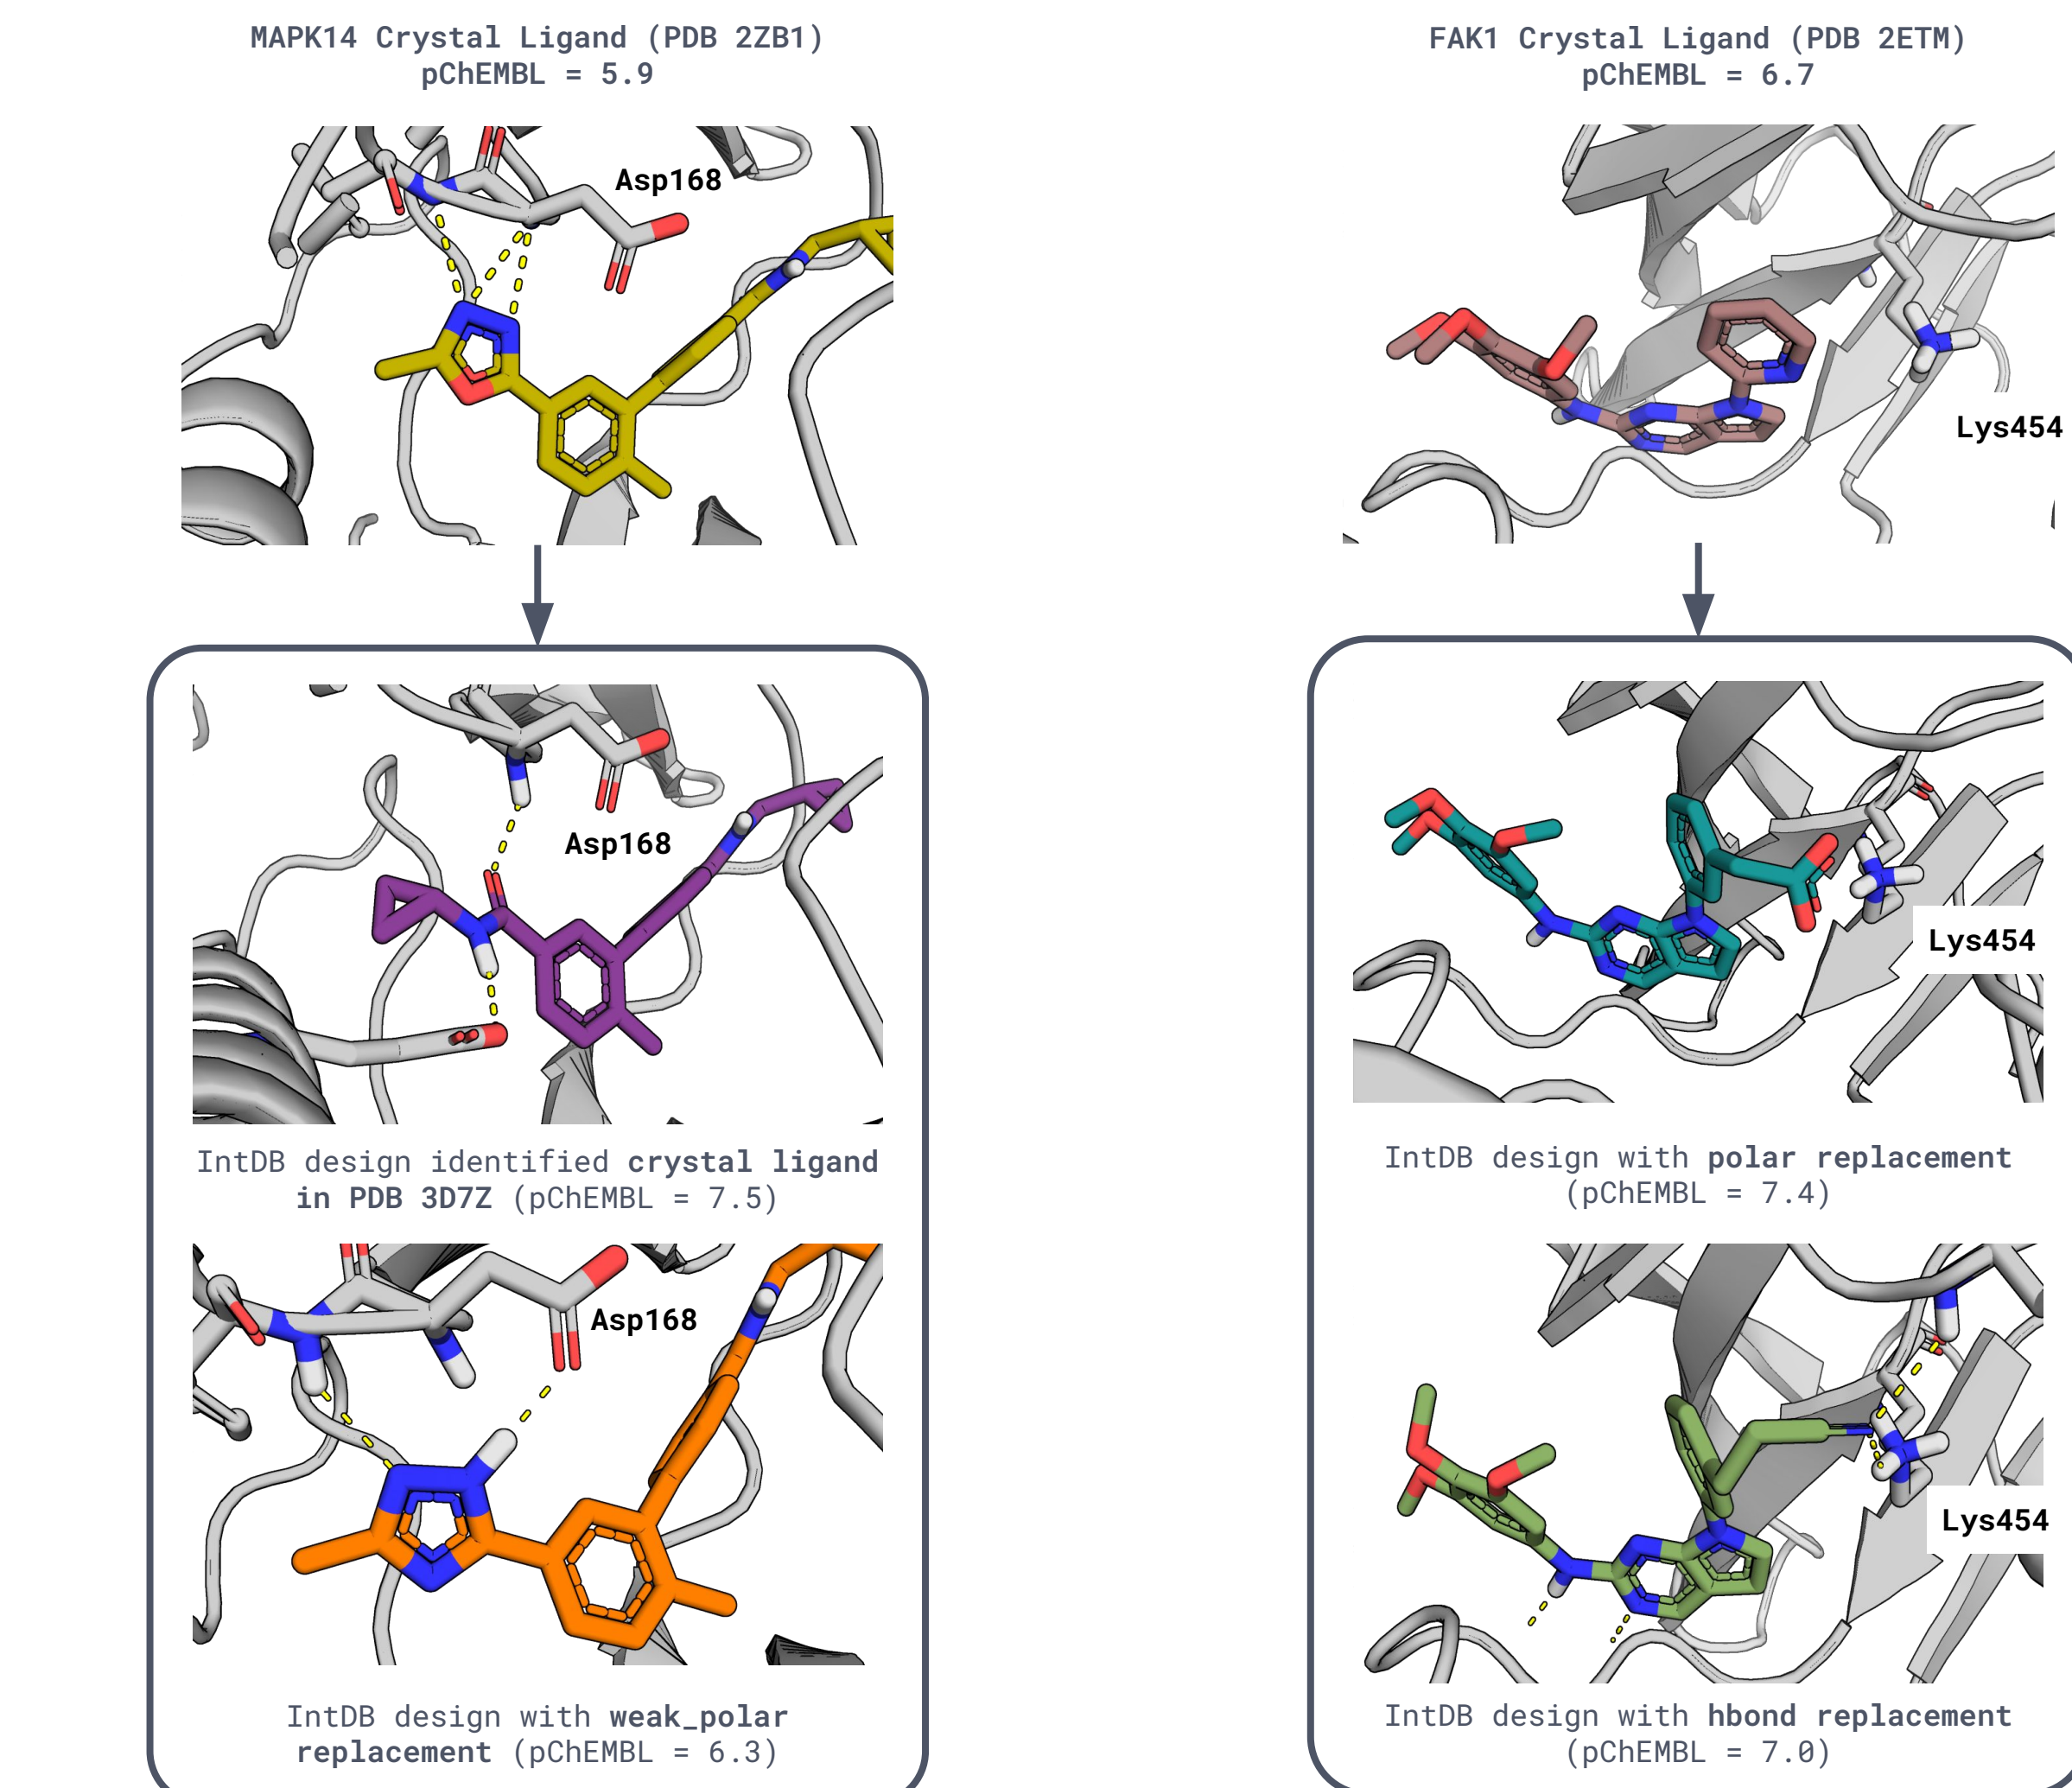 MAPK14 Crystal Ligand (PDB 2ZB1)
pChEMBL = 5.9
Asp168
Asp168
IntDB design identified crystal ligand
in PDB 3D7Z (pChEMBL = 7.5)
Asp168
IntDB design with weak_polar
replacement (pChEMBL = 6.3)
FAK1 Crystal Ligand (PDB 2ETM)
pChEMBL = 6.7
Lys454
Lys454
IntDB design with polar replacement
(pChEMBL = 7.4)
Lys454
IntDB design with hbond replacement
(pChEMBL = 7.0)